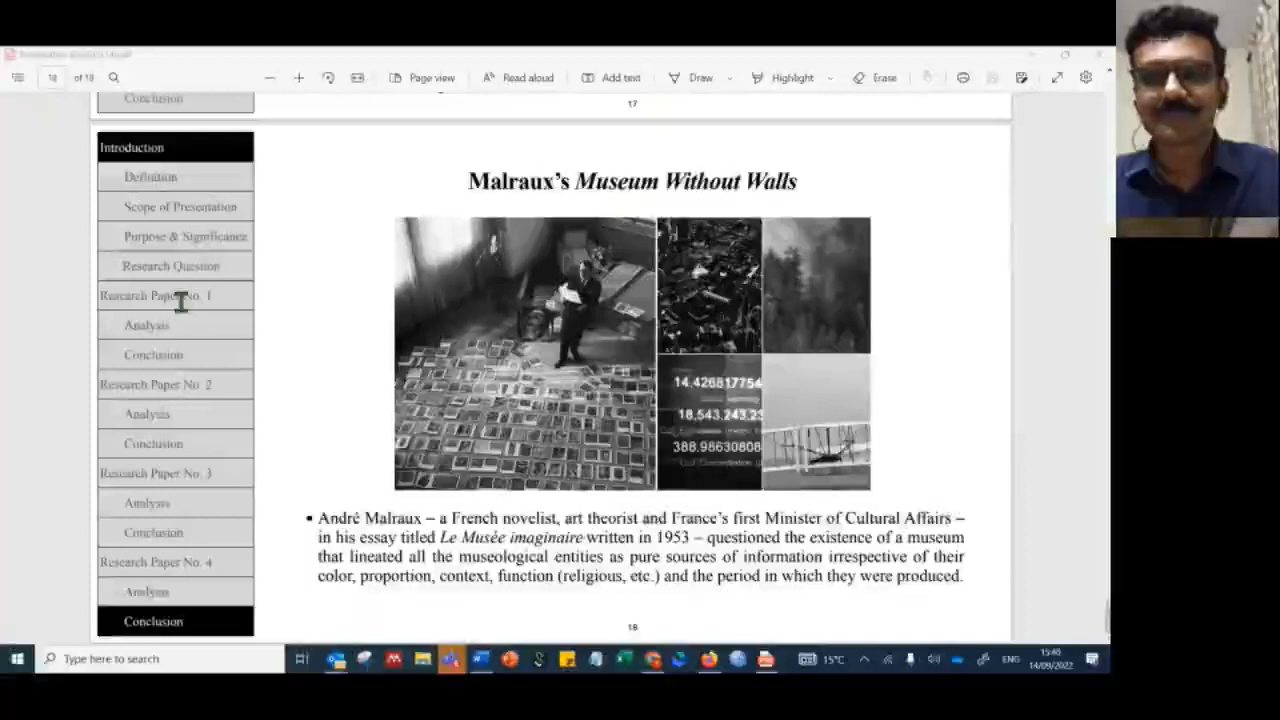 18 of 18 Page view Read aloud Add text Draw Highlight Erase
Conclusion
17
Introduction
Definition
Scope of Presentation
Purpose & Significance
Research Question
Research Paper No. 1
Analysis
Conclusion
Research Paper No. 2
Analysis
Conclusion
Research Paper No. 3
Analysis
Conclusion
Research Paper No. 4
Analysis
Conclusion
Malraux's Museum Without Walls
14.426817754
18,543,243,23
388.98630808
▪ André Malraux – a French novelist, art theorist and France's first Minister of Cultural Affairs –
in his essay titled Le Musée imaginaire written in 1953 – questioned the existence of a museum
that lineated all the museological entities as pure sources of information irrespective of their
color, proportion, context, function (religious, etc.) and the period in which they were produced.
18
Type here to search
15°C ENG
15:40
14/09/2022